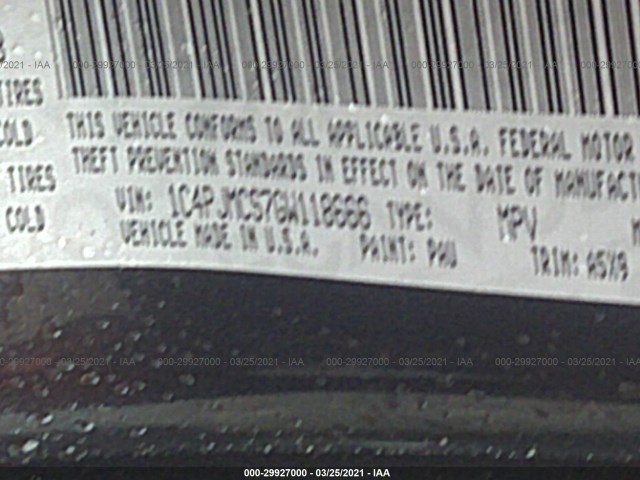 000-29927000 - 03/25/2021 - IAA
TIRES
COLD
TIRES
COLD
THIS VEHICLE CONFORMS TO ALL APPLICABLE U.S.A. FEDERAL MOTOR
THEFT PREVENTION STANDARDS IN EFFECT ON THE DATE OF MANUFACT
VIN: 1C4PJMCS7GW118666 TYPE: MPV
VEHICLE MADE IN U.S.A. PAINT: PAU TRIM: A5X9
000-29927000 - 03/25/2021 - IAA
000-29927000 - 03/25/2021 - IAA